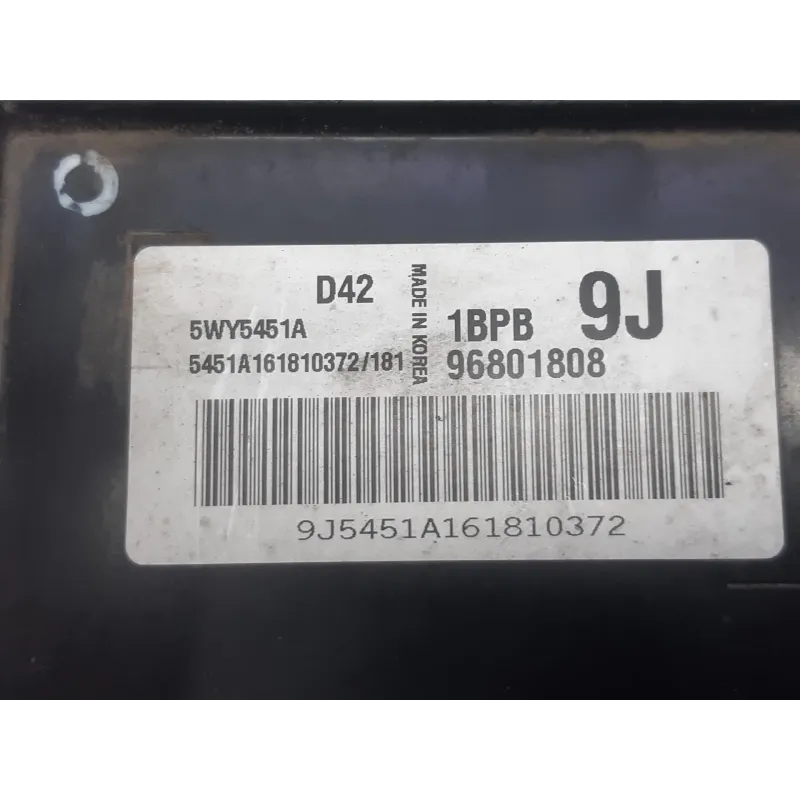 D42
5WY5451A
5451A161810372/181
MADE IN KOREA
1BPB 9J
96801808
9J5451A161810372